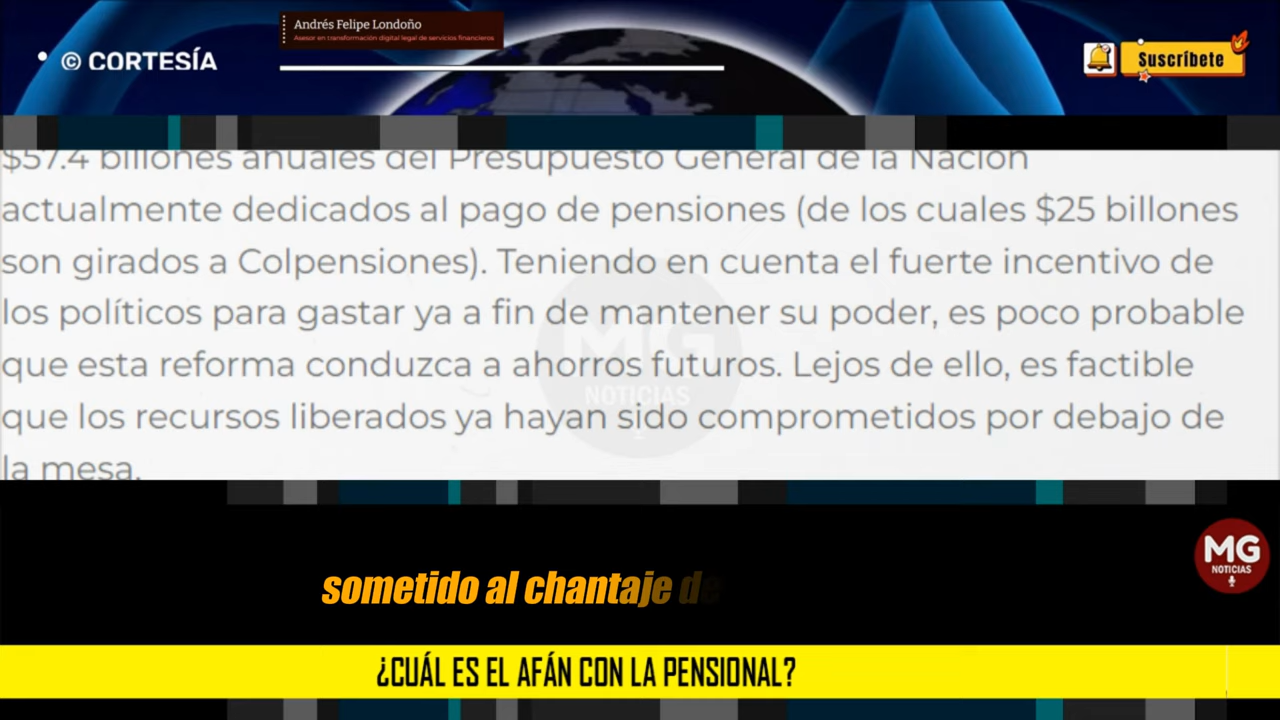 Andrés Felipe Londoño
Asesor en transformación digital legal de servicios financieros
© CORTESÍA
Suscríbete
$57.4 billones anuales del Presupuesto General de la Nación
actualmente dedicados al pago de pensiones (de los cuales $25 billones
son girados a Colpensiones). Teniendo en cuenta el fuerte incentivo de
los políticos para gastar ya a fin de mantener su poder, es poco probable
que esta reforma conduzca a ahorros futuros. Lejos de ello, es factible
que los recursos liberados ya hayan sido comprometidos por debajo de
la mesa.
MG
NOTICIAS
sometido al chantaje de
MG
NOTICIAS
¿CUÁL ES EL AFÁN CON LA PENSIONAL?